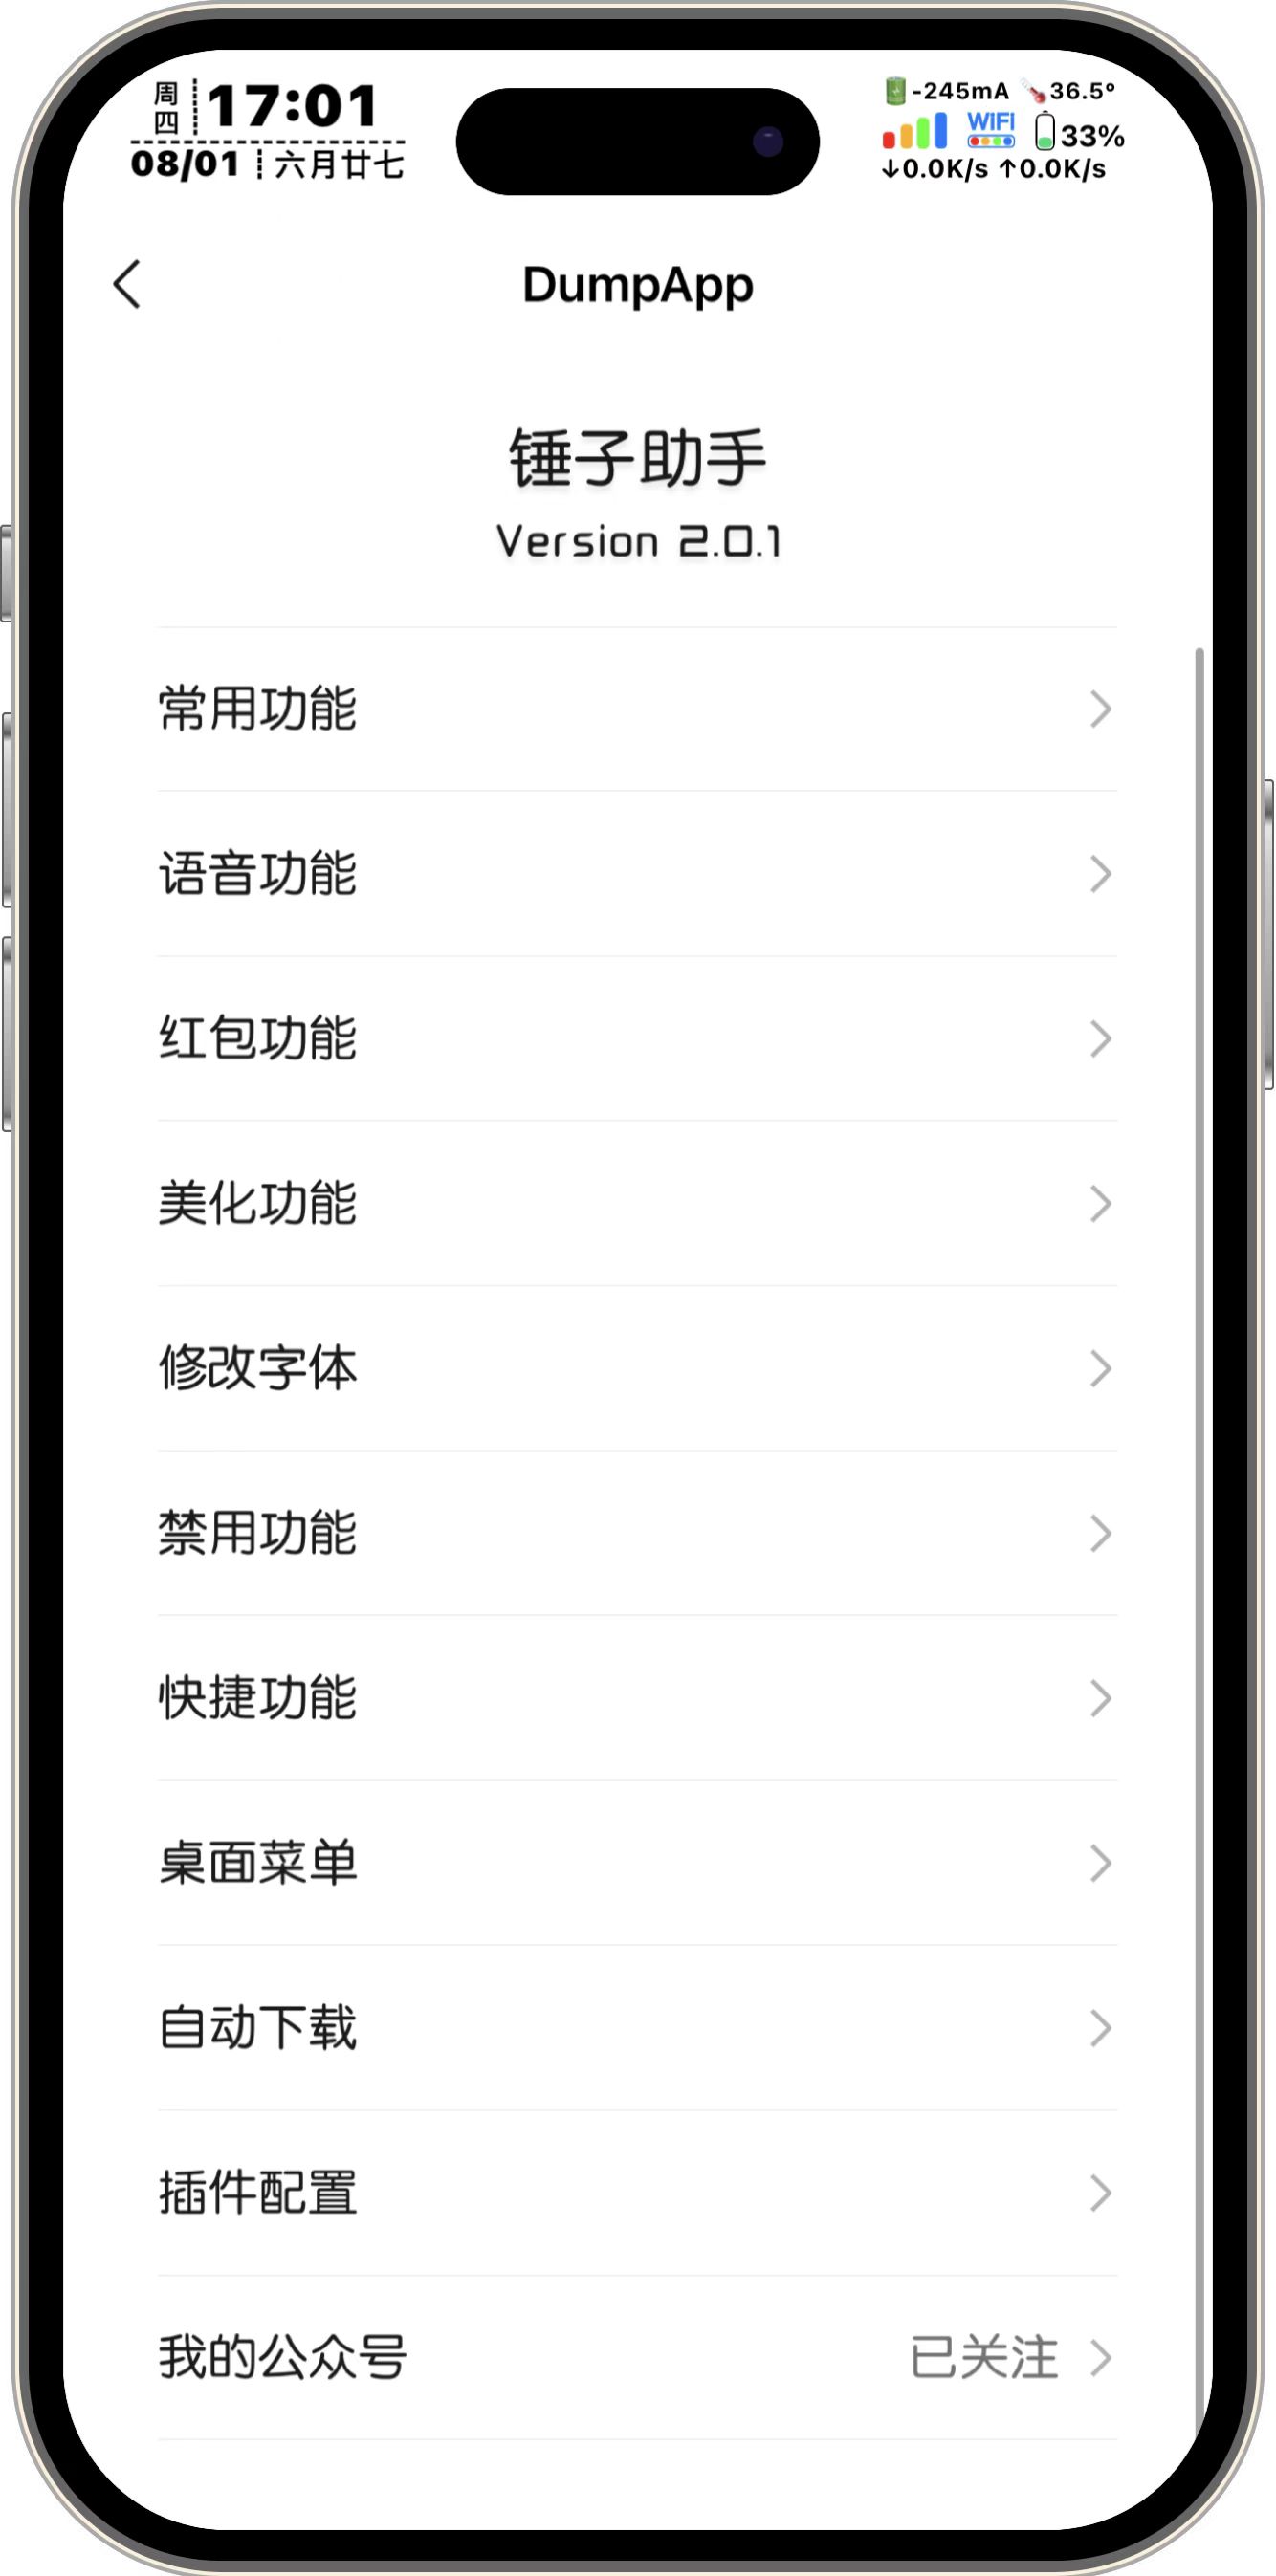 周四 17:01
08/01 六月廿七
-245mA 36.5°
WIFI 33%
↓0.0K/s ↑0.0K/s
DumpApp
锤子助手
Version 2.0.1
常用功能
语音功能
红包功能
美化功能
修改字体
禁用功能
快捷功能
桌面菜单
自动下载
插件配置
我的公众号 已关注